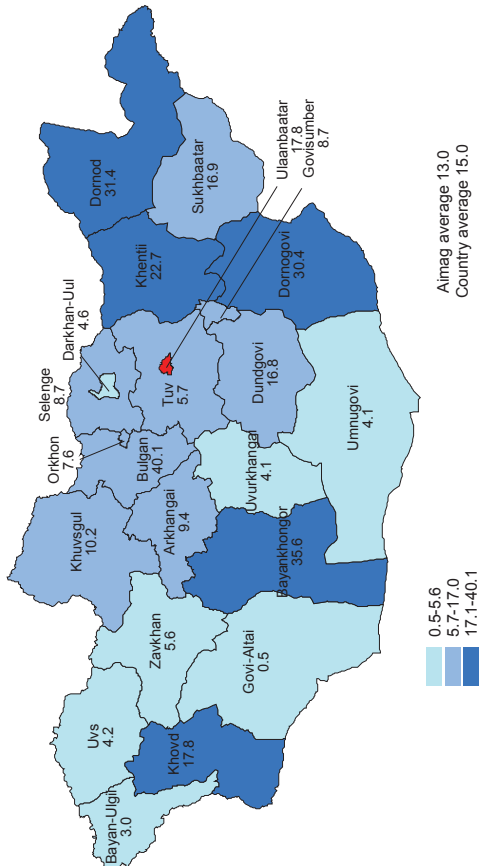 Bayan-Ulgii
3.0
Uvs
4.2
Khovd
17.8
Zavkhan
5.6
Govi-Altai
0.5
Khuvsgul
10.2
Arkhangai
9.4
Bayankhongor
35.6
Orkhon
7.6
Bulgan
40.1
Uvurkhangai
4.1
Umnugovi
4.1
Selenge
8.7
Darkhan-Uul
4.6
Tuv
5.7
Dundgovi
16.8
Khentii
22.7
Dornogovi
30.4
Dornod
31.4
Sukhbaatar
16.9
Ulaanbaatar
17.8
Govisumber
8.7
0.5-5.6
5.7-17.0
17.1-40.1
Aimag average 13.0
Country average 15.0